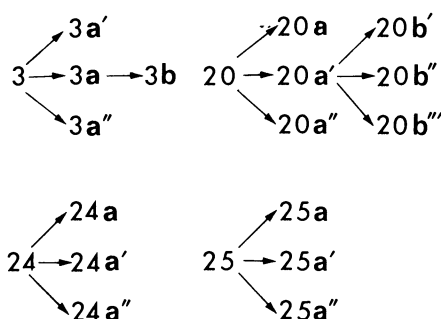 3a′ 20a 20b′
3 3a 3b 20 20a′ 20b″
3a″ 20a″ 20b‴
24a 25a
24 24a′ 25 25a′
24a″ 25a″